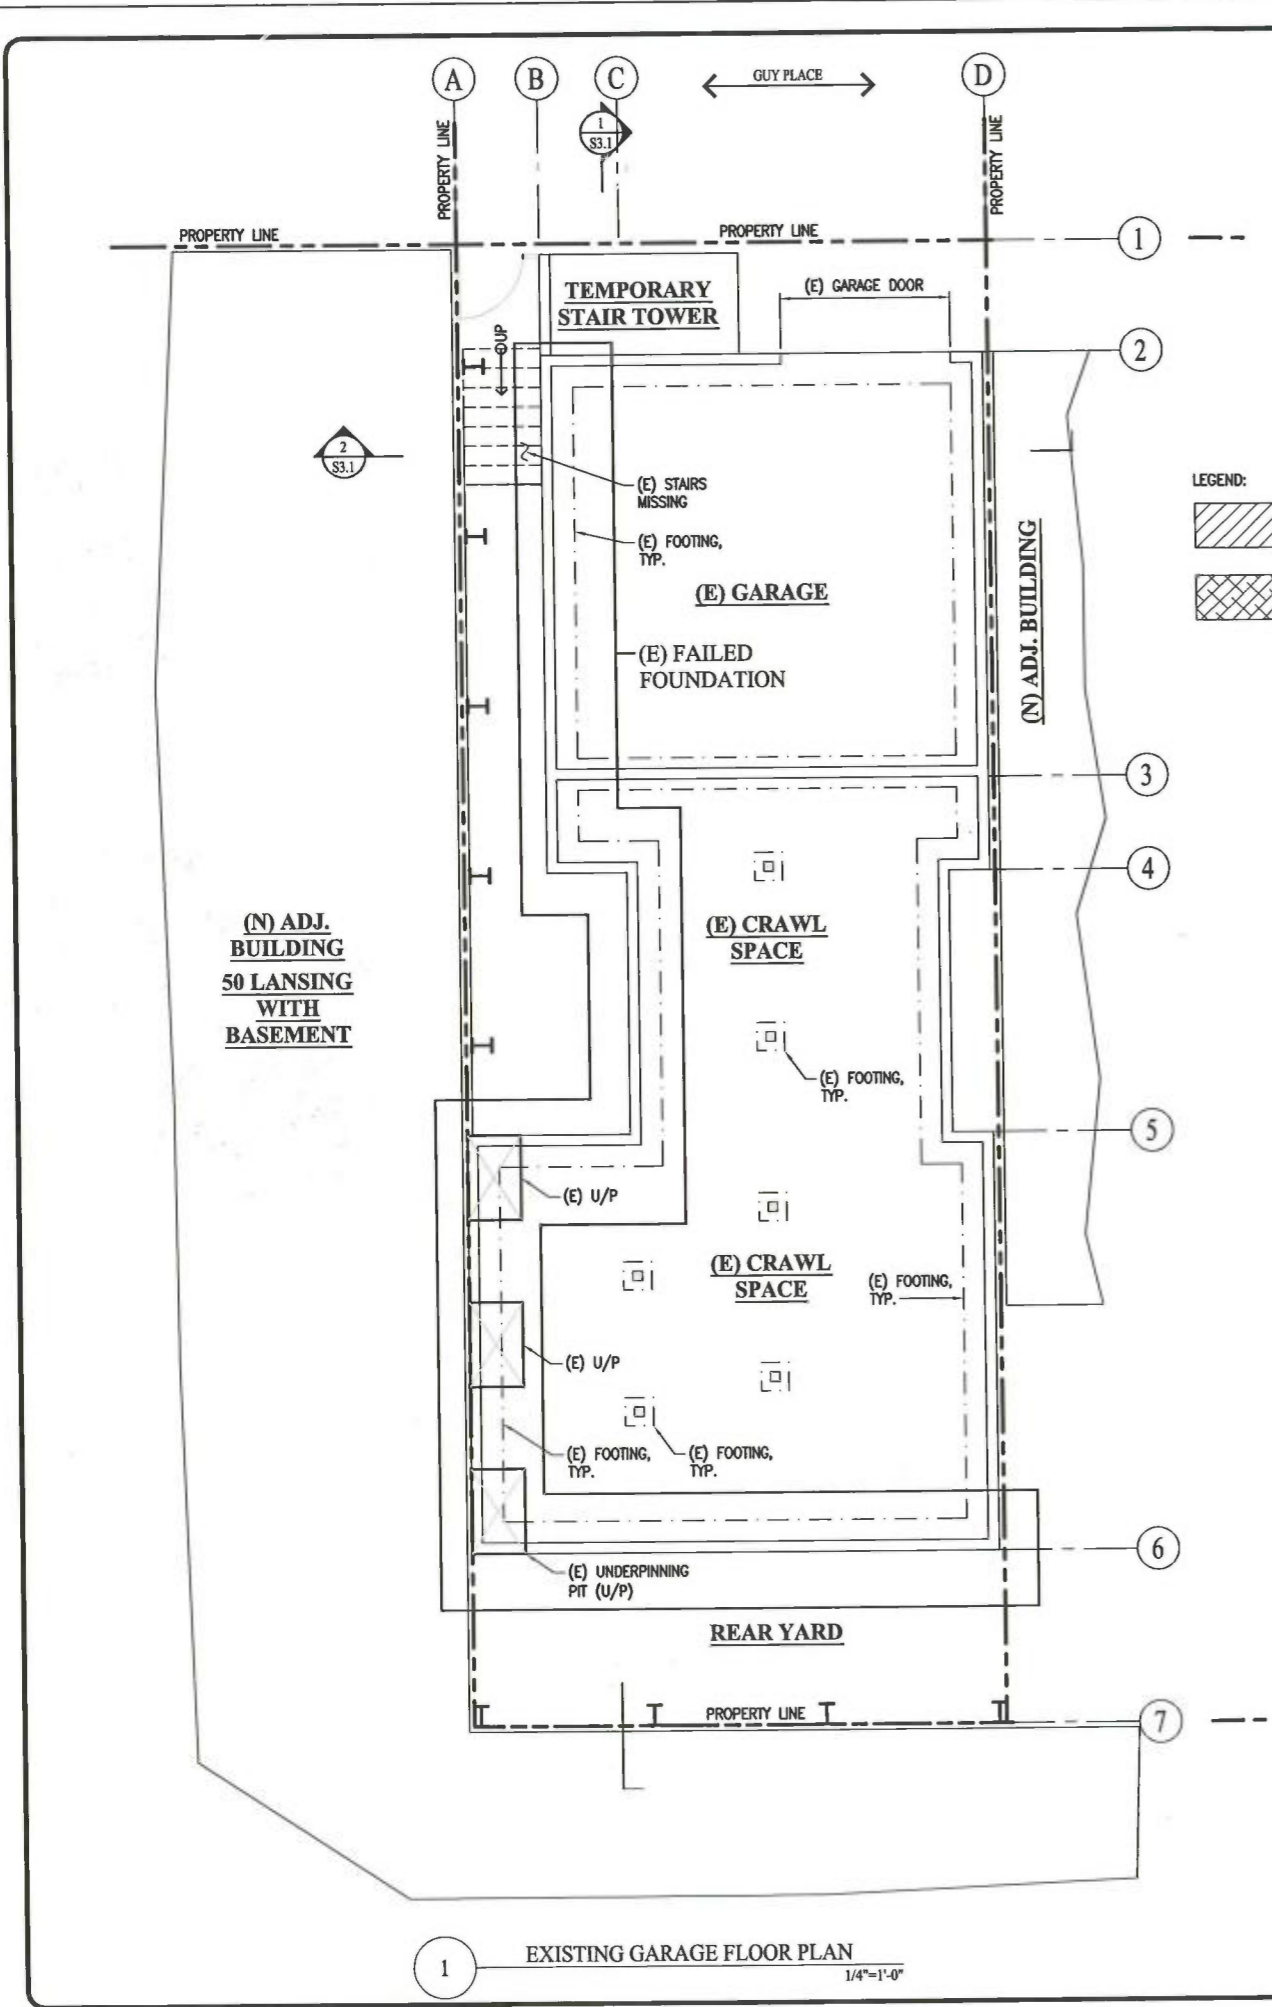 A
B
C
GUY PLACE
D
1
S3.1
PROPERTY LINE
PROPERTY LINE
PROPERTY LINE
PROPERTY LINE
1
TEMPORARY
STAIR TOWER
(E) GARAGE DOOR
UP
2
2
S3.1
(E) STAIRS
MISSING
LEGEND:
(E) FOOTING,
TYP.
(E) GARAGE
(N) ADJ. BUILDING
(E) FAILED
FOUNDATION
3
4
(N) ADJ.
BUILDING
50 LANSING
WITH
BASEMENT
(E) CRAWL
SPACE
(E) FOOTING,
TYP.
5
(E) U/P
(E) CRAWL
SPACE
(E) FOOTING,
TYP.
(E) U/P
(E) FOOTING,
TYP.
(E) FOOTING,
TYP.
6
(E) UNDERPINNING
PIT (U/P)
REAR YARD
PROPERTY LINE
7
1
EXISTING GARAGE FLOOR PLAN
1/4"=1'-0"